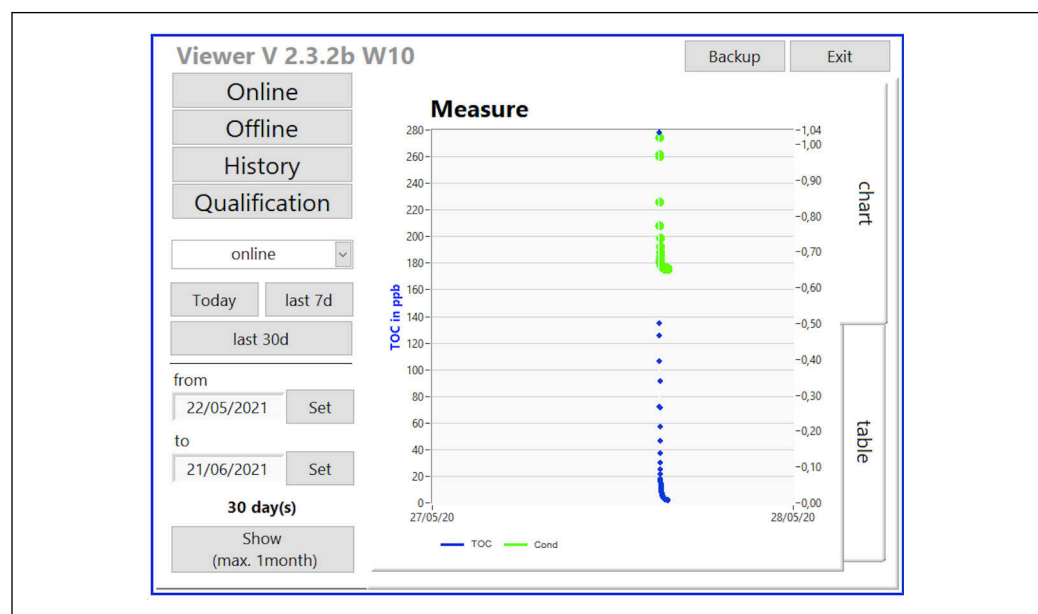 Viewer V 2.3.2b W10
Backup
Exit
Online
Offline
History
Qualification
online
Today
last 7d
last 30d
from
22/05/2021
Set
to
21/06/2021
Set
30 day(s)
Show
(max. 1month)
Measure
TOC in ppb
280
260
240
220
200
180
160
140
120
100
80
60
40
20
0
1,04
1,00
0,90
0,80
0,70
0,60
0,50
0,40
0,30
0,20
0,10
0,00
27/05/20
28/05/20
TOC
Cond
chart
table